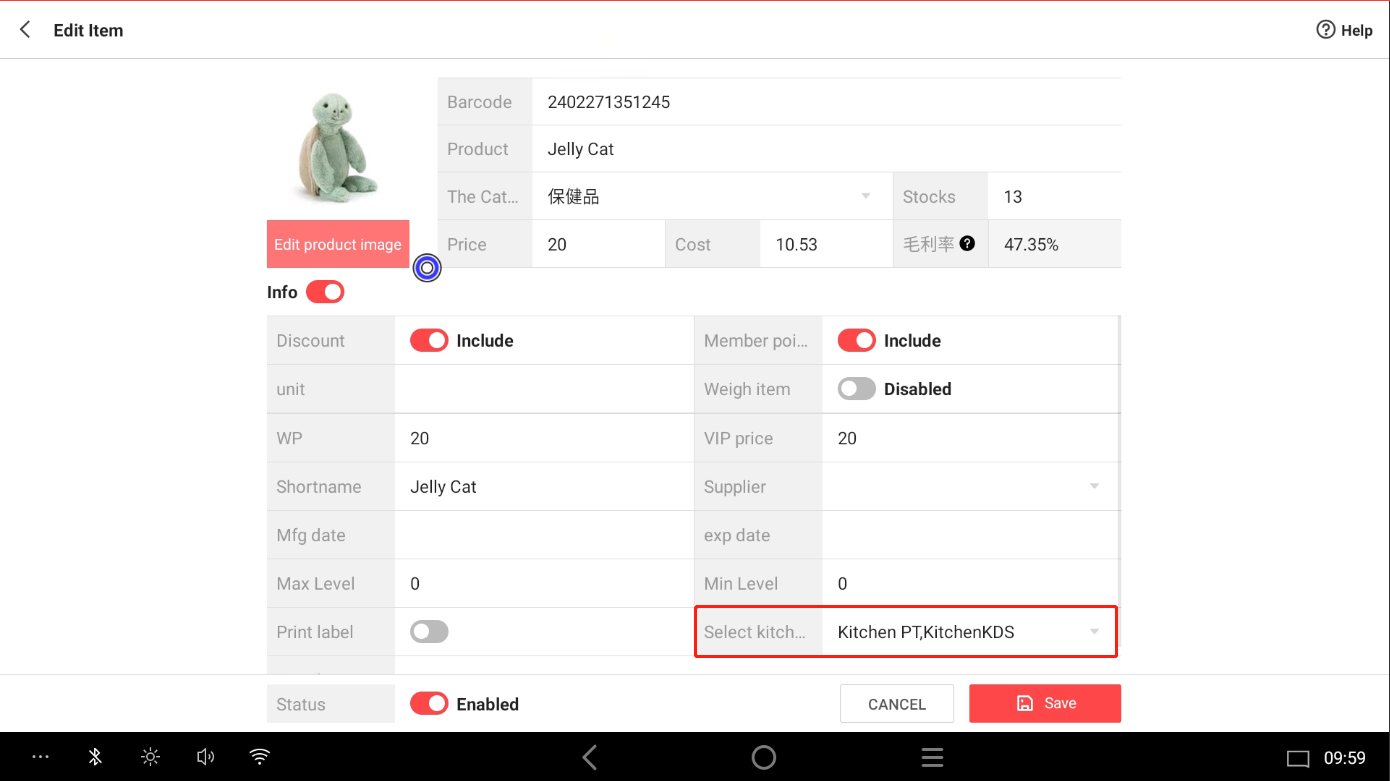 Edit Item
Help
Barcode 2402271351245
Product Jelly Cat
The Cat... 保健品 Stocks 13
Edit product image Price 20 Cost 10.53 毛利率 ? 47.35%
Info
Discount Include Member poi... Include
unit Weigh item Disabled
WP 20 VIP price 20
Shortname Jelly Cat Supplier
Mfg date exp date
Max Level 0 Min Level 0
Print label Select kitch... Kitchen PT,KitchenKDS
Status Enabled CANCEL Save
09:59